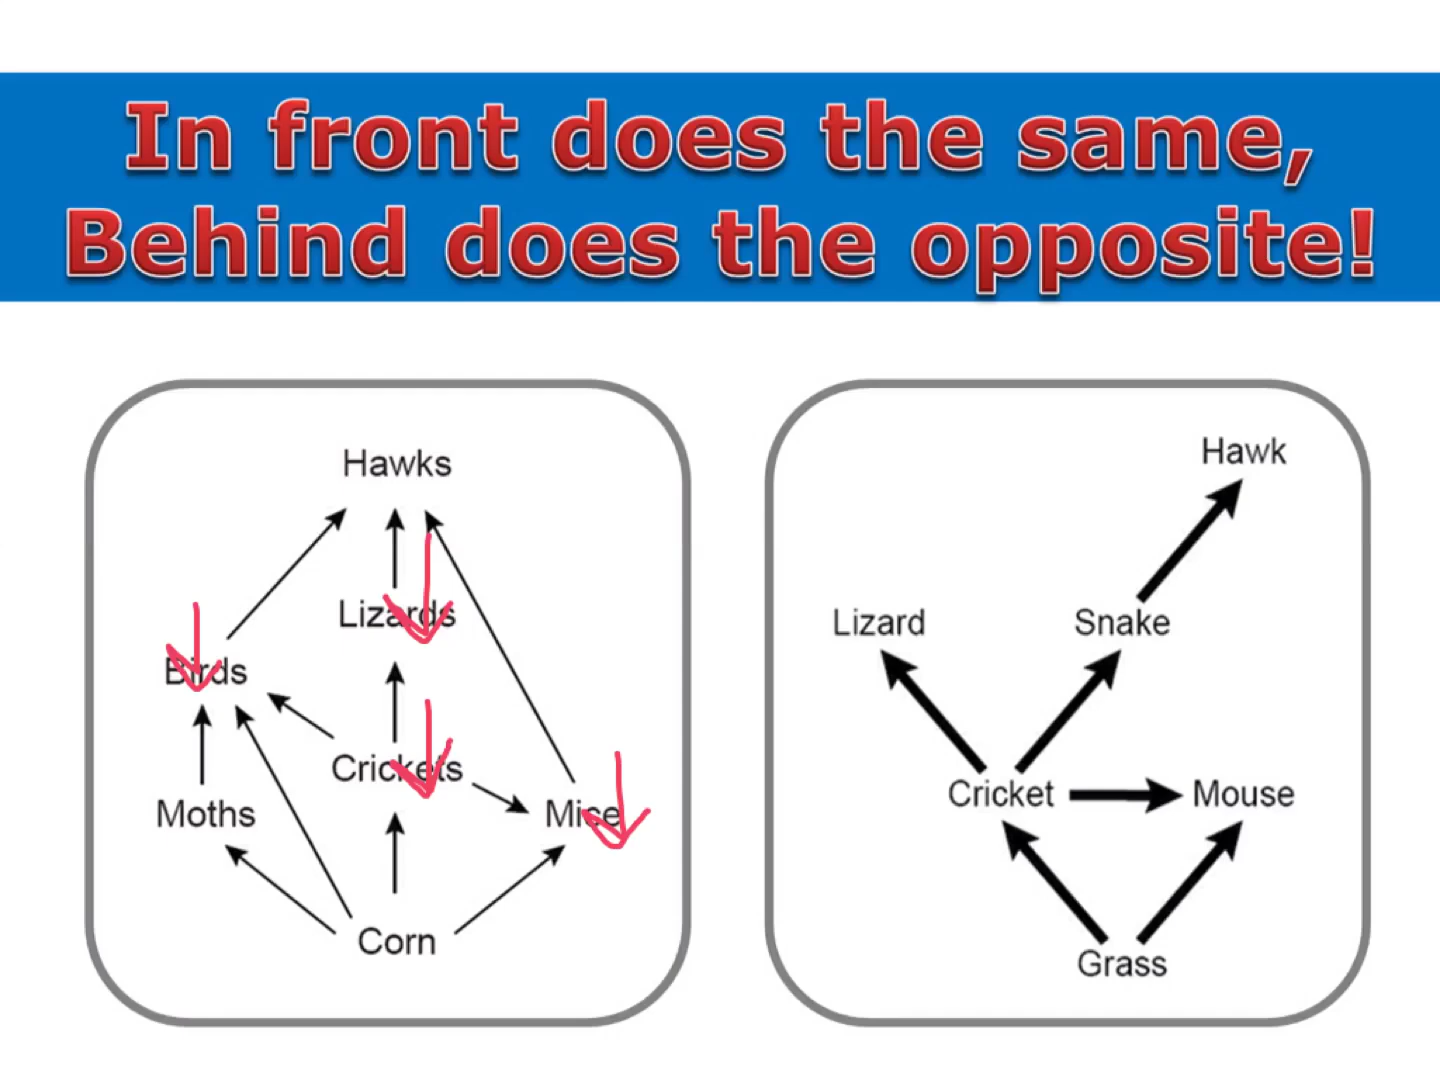 In front does the same,
Behind does the opposite!
Hawks
Lizards
Birds
Crickets
Moths
Mice
Corn
Hawk
Lizard
Snake
Cricket
Mouse
Grass